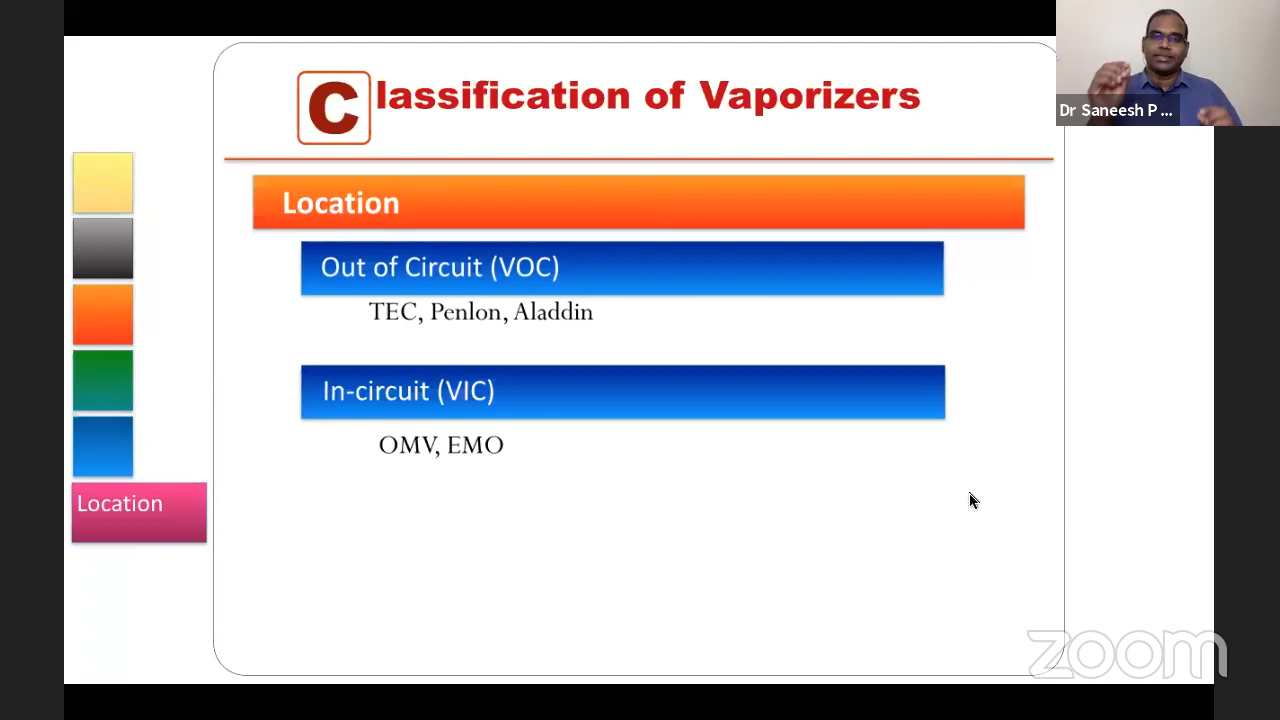 Classification of Vaporizers
Dr Saneesh P ...
Location
Out of Circuit (VOC)
TEC, Penlon, Aladdin
In-circuit (VIC)
OMV, EMO
Location
zoom